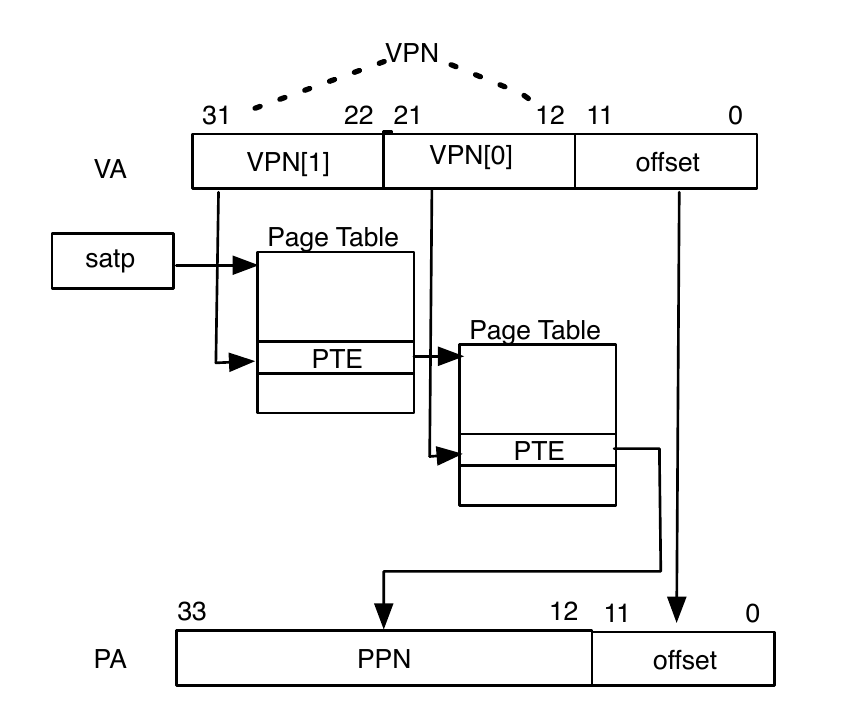 VPN
31 22 21 12 11 0
VA VPN[1] VPN[0] offset
satp
Page Table
PTE
Page Table
PTE
33 12 11 0
PA PPN offset